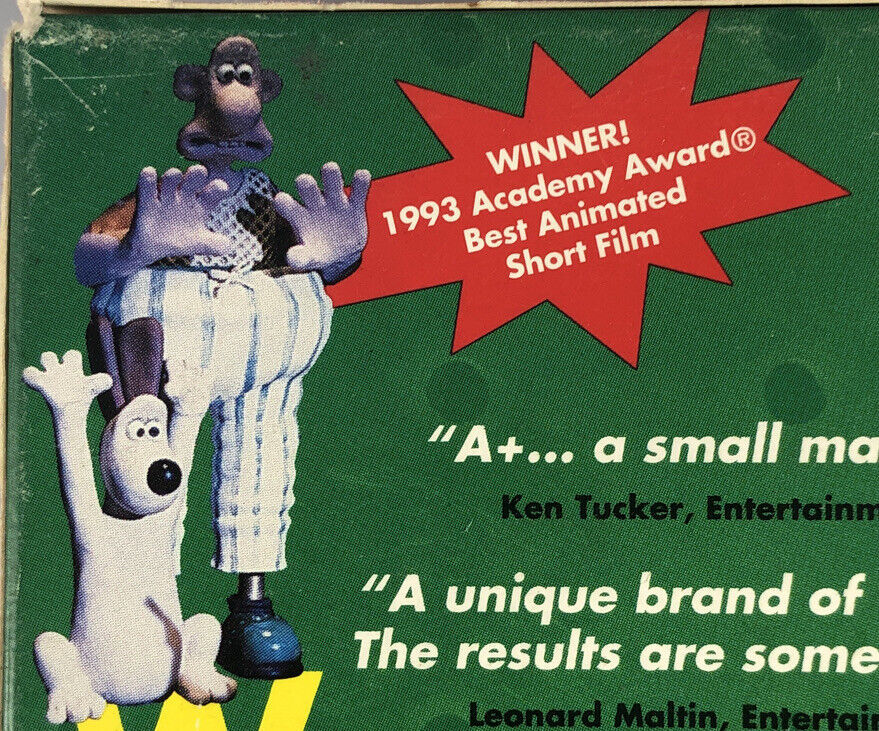 WINNER!
1993 Academy Award®
Best Animated
Short Film
“A+... a small ma
Ken Tucker, Entertainm
“A unique brand of
The results are some
Leonard Maltin, Entertain
W